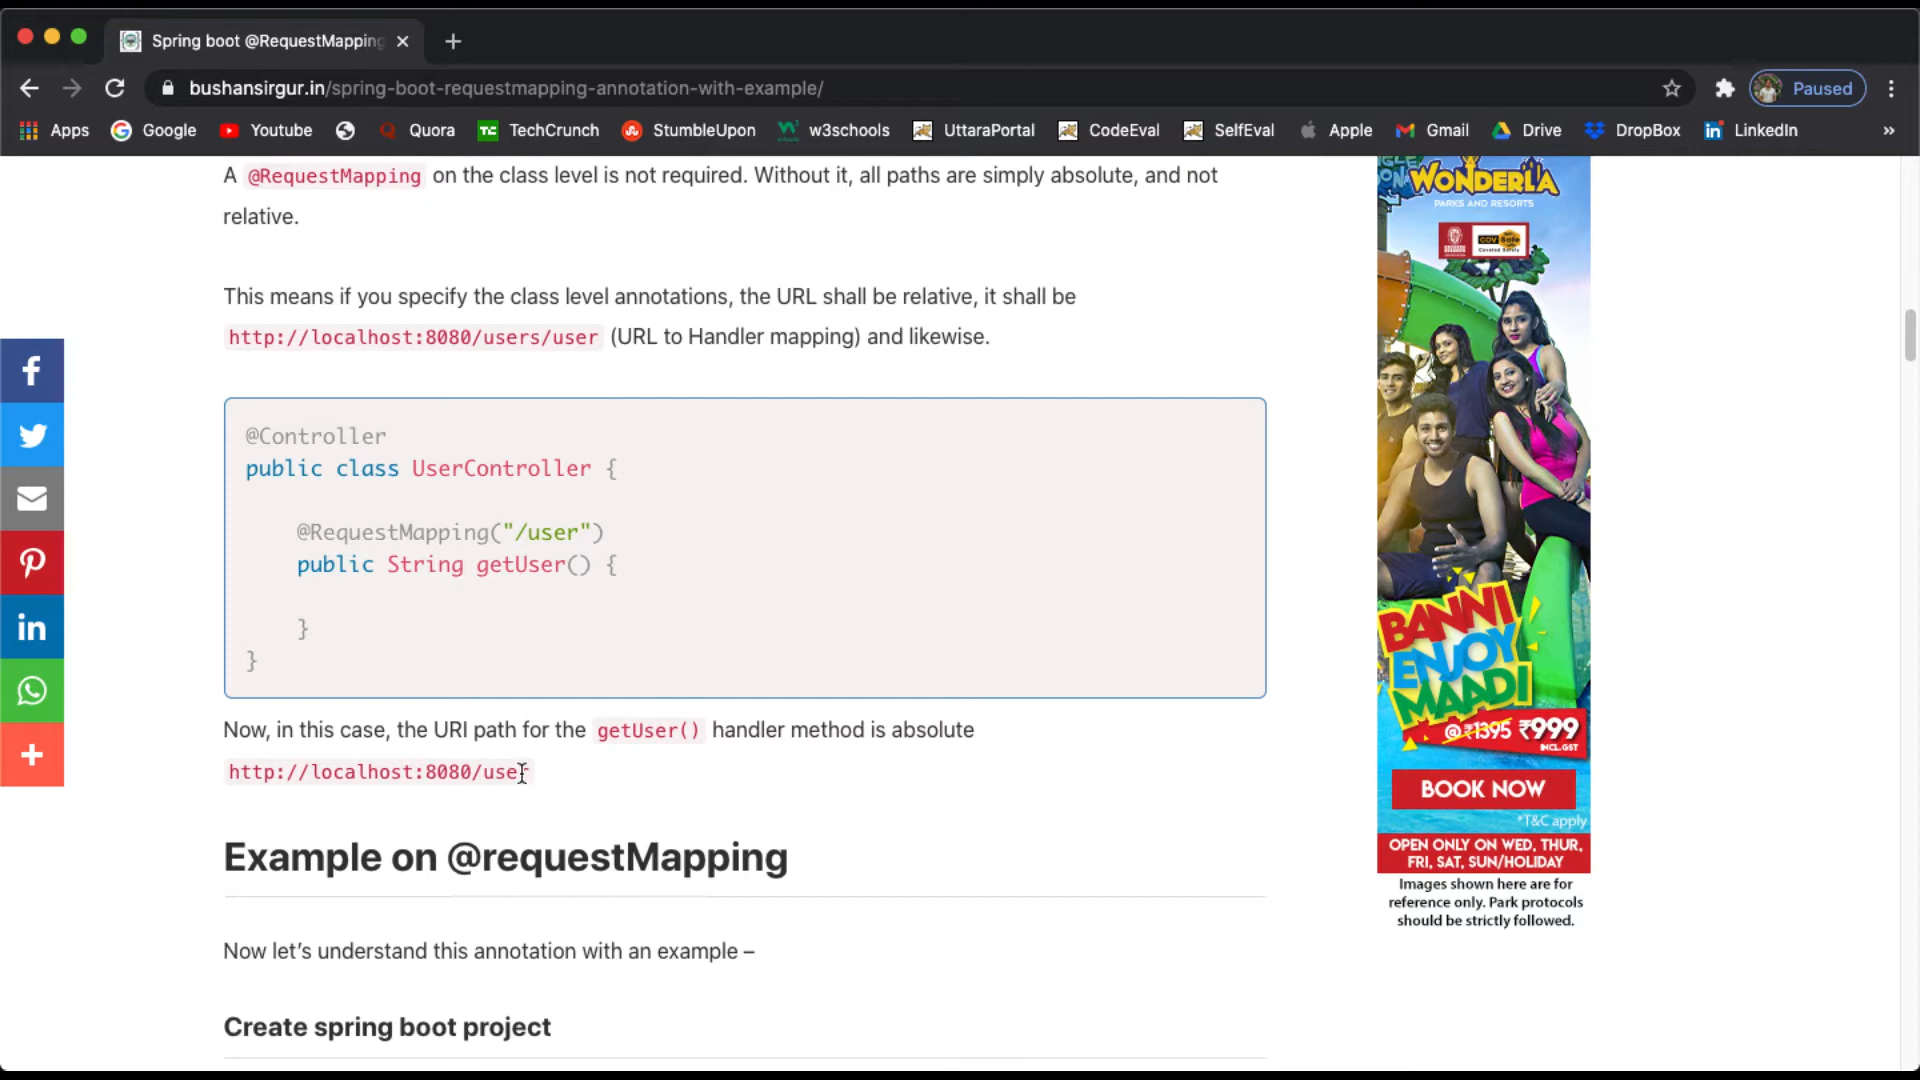 Spring boot @RequestMapping
bushansirgur.in/spring-boot-requestmapping-annotation-with-example/
Paused
Apps Google Youtube Quora TechCrunch StumbleUpon w3schools UttaraPortal CodeEval SelfEval Apple Gmail Drive DropBox LinkedIn »
A @RequestMapping on the class level is not required. Without it, all paths are simply absolute, and not
relative.
This means if you specify the class level annotations, the URL shall be relative, it shall be
http://localhost:8080/users/user (URL to Handler mapping) and likewise.
@Controller
public class UserController {
@RequestMapping("/user")
public String getUser() {
}
}
Now, in this case, the URI path for the getUser() handler method is absolute
http://localhost:8080/user
Example on @requestMapping
Now let’s understand this annotation with an example –
Create spring boot project
WONDERLA
PARKS AND RESORTS
BANNI
ENJOY
MAADI
@ ₹1395 ₹999
INCL.GST
BOOK NOW
*T&C apply
OPEN ONLY ON WED, THUR,
FRI, SAT, SUN/HOLIDAY
Images shown here are for
reference only. Park protocols
should be strictly followed.